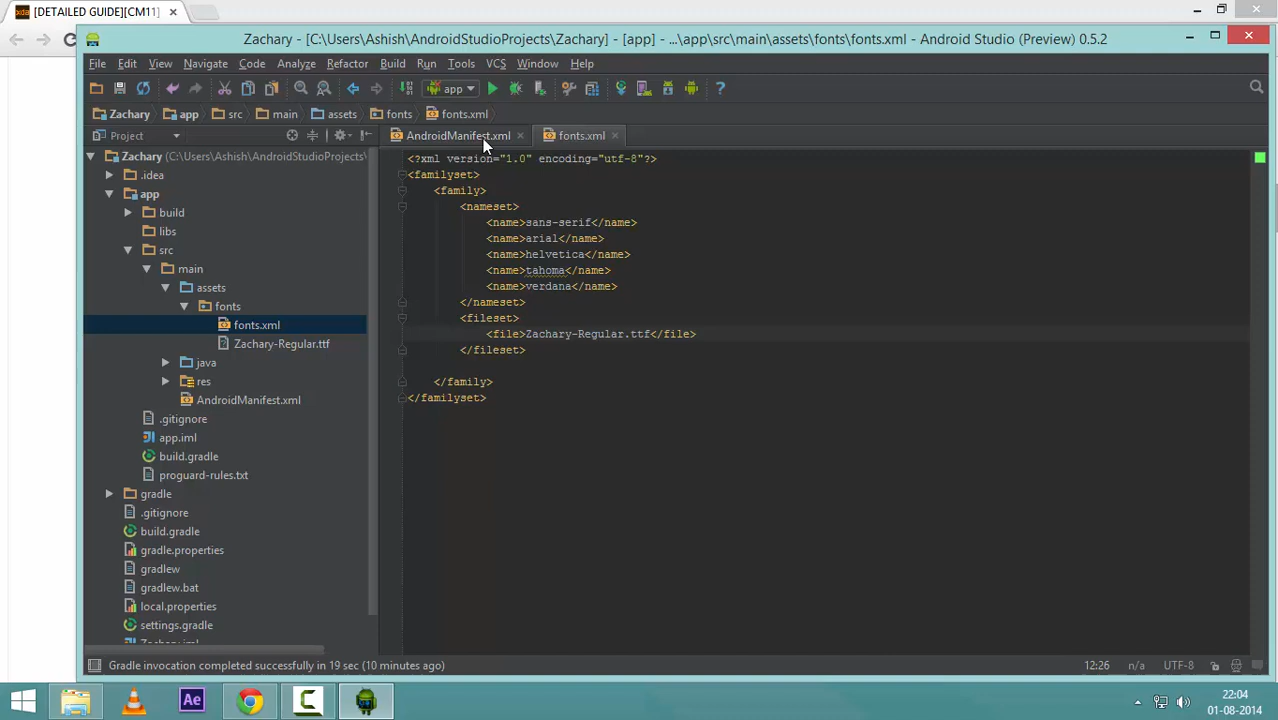 [DETAILED GUIDE][CM11]
Zachary - [C:\Users\Ashish\AndroidStudioProjects\Zachary] - [app] - ...\app\src\main\assets\fonts\fonts.xml - Android Studio (Preview) 0.5.2
File Edit View Navigate Code Analyze Refactor Build Run Tools VCS Window Help
app
Zachary app src main assets fonts fonts.xml
Project
AndroidManifest.xml fonts.xml
Zachary (C:\Users\Ashish\AndroidStudioProjects\
.idea
app
build
libs
src
main
assets
fonts
fonts.xml
Zachary-Regular.ttf
java
res
AndroidManifest.xml
.gitignore
app.iml
build.gradle
proguard-rules.txt
gradle
.gitignore
build.gradle
gradle.properties
gradlew
gradlew.bat
local.properties
settings.gradle
Zachary.iml
<?xml version="1.0" encoding="utf-8"?>
<familyset>
<family>
<nameset>
<name>sans-serif</name>
<name>arial</name>
<name>helvetica</name>
<name>tahoma</name>
<name>verdana</name>
</nameset>
<fileset>
<file>Zachary-Regular.ttf</file>
</fileset>
</family>
</familyset>
Gradle invocation completed successfully in 19 sec (10 minutes ago)
12:26 n/a UTF-8
Ae
22:04
01-08-2014